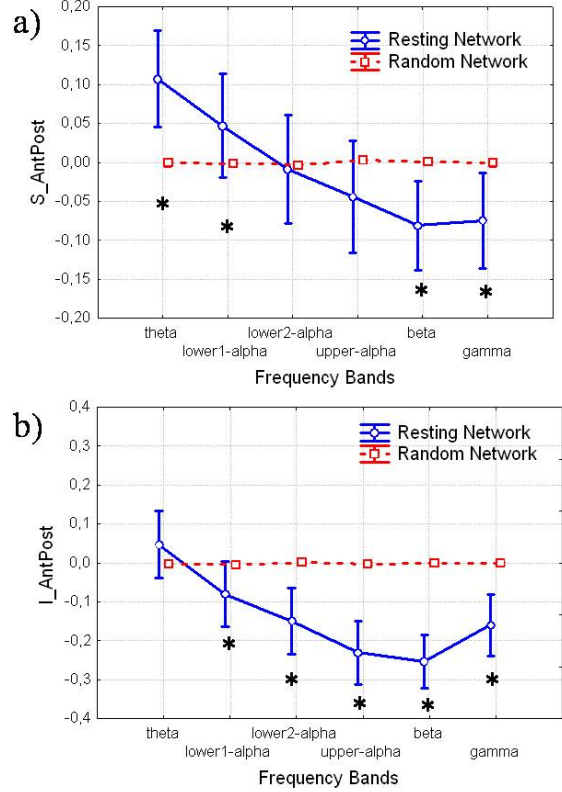 a)
0,20
0,15
0,10
0,05
0,00
-0,05
-0,10
-0,15
-0,20
S_AntPost
Resting Network
Random Network
*
*
*
*
theta
lower2-alpha
beta
lower1-alpha
upper-alpha
gamma
Frequency Bands
b)
0,4
0,3
0,2
0,1
0,0
-0,1
-0,2
-0,3
-0,4
I_AntPost
Resting Network
Random Network
*
*
*
*
*
theta
lower2-alpha
beta
lower1-alpha
upper-alpha
gamma
Frequency Bands